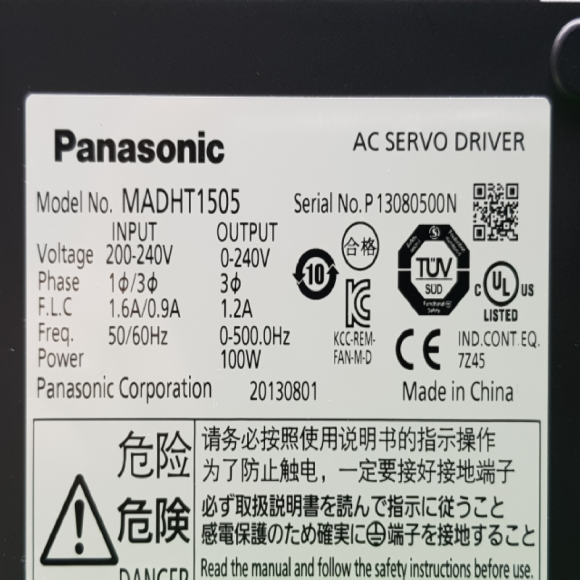 Panasonic AC SERVO DRIVER
Model No. MADHT1505 Serial No. P13080500N
INPUT OUTPUT
Voltage 200-240V 0-240V
Phase 1ϕ/3ϕ 3ϕ
F.L.C 1.6A/0.9A 1.2A
Freq. 50/60Hz 0-500.0Hz
Power 100W
合格
10
KCC-REM-
FAN-M-D
TÜV
SUD
Functional
Safety
C UL US
LISTED
CE
IND.CONT.EQ.
7Z45
Panasonic Corporation 20130801 Made in China
危险
请务必按照使用说明书的指示操作
为了防止触电，一定要接好接地端子
危険
必ず取扱説明書を読んで指示に従うこと
感電保護のため確実に⏚端子を接地すること
DANGER
Read the manual and follow the safety instructions before use.